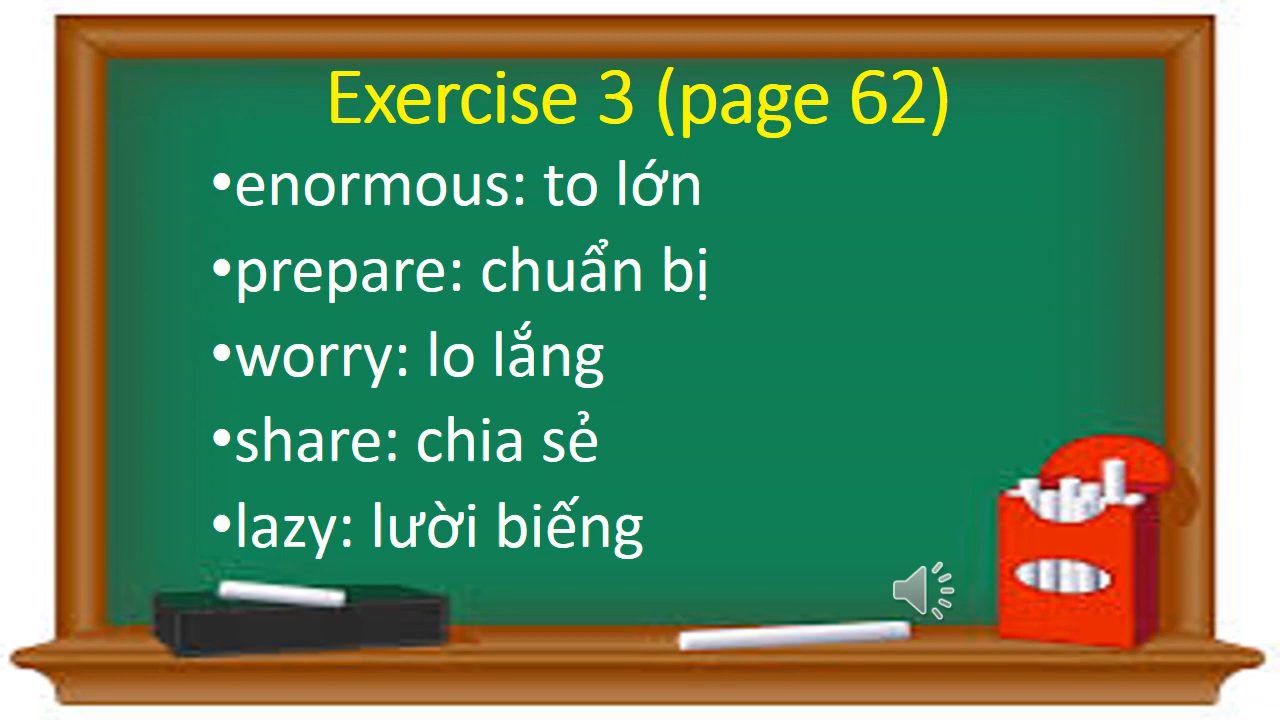 Exercise 3 (page 62)
•enormous: to lớn
•prepare: chuẩn bị
•worry: lo lắng
•share: chia sẻ
•lazy: lười biếng